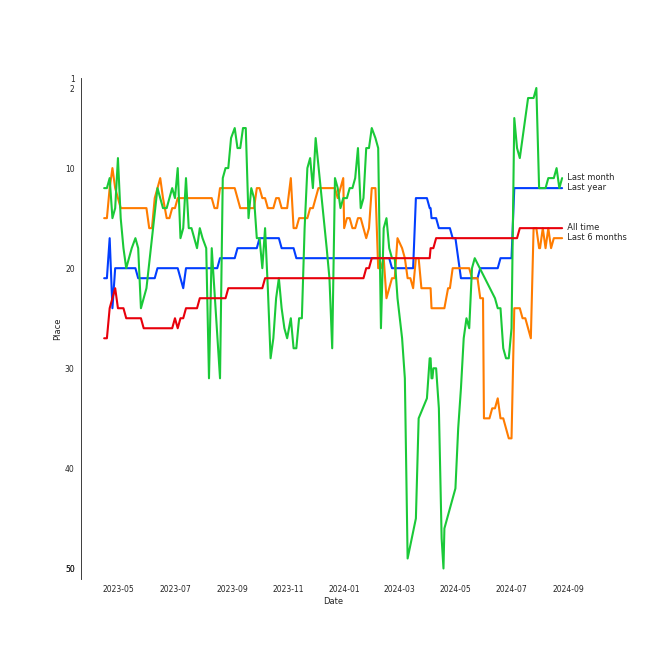 1
2
10
20
30
40
50
Place
2023-05
2023-07
2023-09
2023-11
2024-01
2024-03
2024-05
2024-07
2024-09
Date
Last month
Last year
All time
Last 6 months